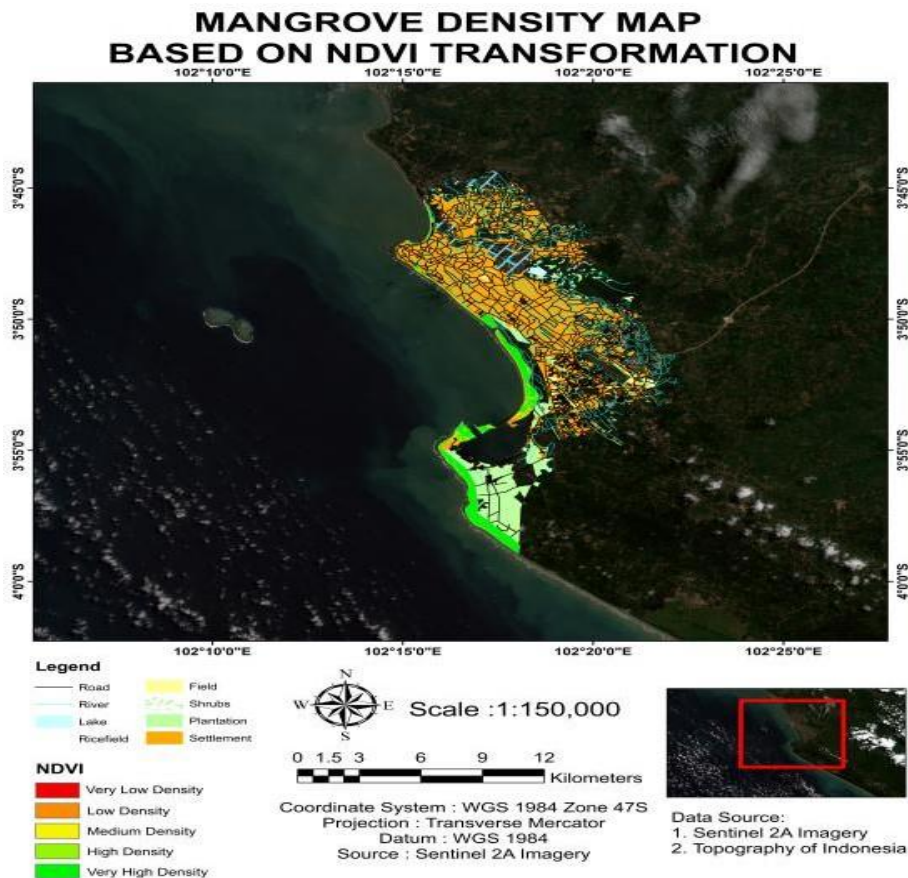 MANGROVE DENSITY MAP
BASED ON NDVI TRANSFORMATION
102°10'0"E 102°15'0"E 102°20'0"E 102°25'0"E
3°45'0"S 3°45'0"S
3°50'0"S 3°50'0"S
3°55'0"S 3°55'0"S
4°0'0"S 4°0'0"S
102°10'0"E 102°15'0"E 102°20'0"E 102°25'0"E
Legend
Road
River
Lake
Ricefield
Field
Shrubs
Plantation
Settlement
NDVI
Very Low Density
Low Density
Medium Density
High Density
Very High Density
N
W E
S
Scale :1:150,000
0 1.5 3 6 9 12
Kilometers
Coordinate System : WGS 1984 Zone 47S
Projection : Transverse Mercator
Datum : WGS 1984
Source : Sentinel 2A Imagery
Data Source:
1. Sentinel 2A Imagery
2. Topography of Indonesia